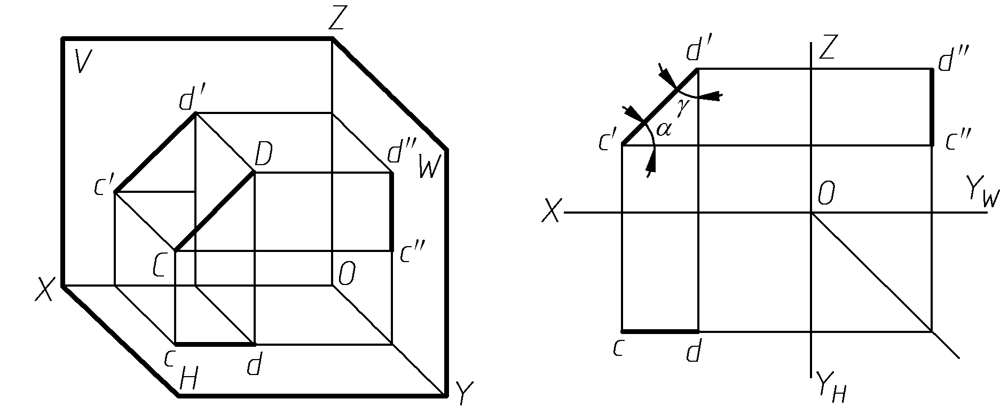 Z
V
d'
D
d"
W
c'
C
c"
O
X
c
H
d
Y
d'
Z
d"
γ
c'
α
c"
O
Y_W
X
c
d
Y_H